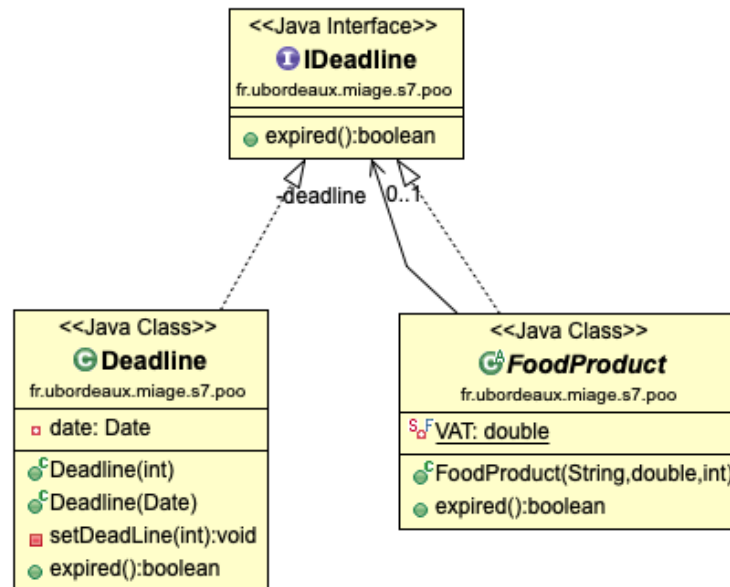 <<Java Interface>>
IDeadline
fr.ubordeaux.miage.s7.poo
expired():boolean
-deadline 0..1
<<Java Class>>
Deadline
fr.ubordeaux.miage.s7.poo
date: Date
Deadline(int)
Deadline(Date)
setDeadLine(int):void
expired():boolean
<<Java Class>>
FoodProduct
fr.ubordeaux.miage.s7.poo
VAT: double
FoodProduct(String,double,int)
expired():boolean